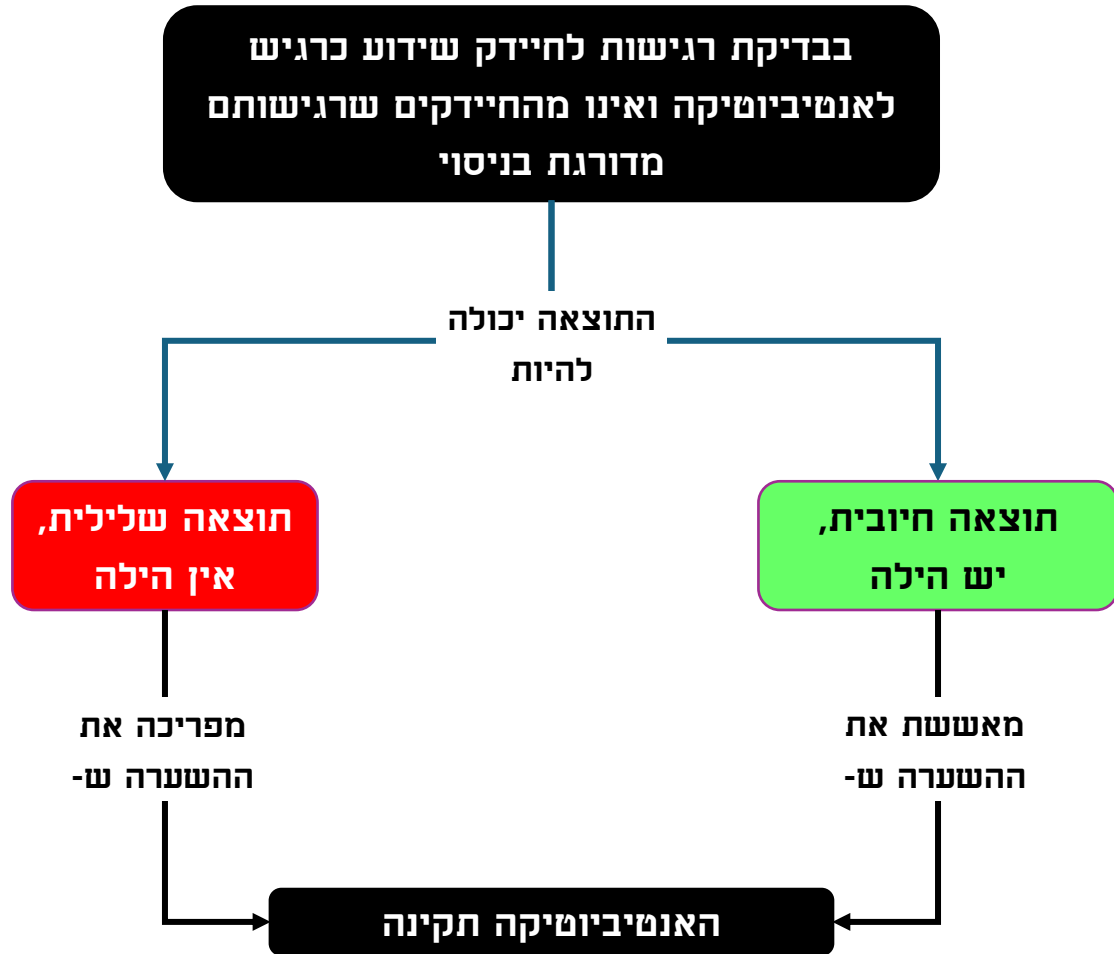 בבדיקת רגישות לחיידק שידוע כרגיש
לאנטיביוטיקה ואינו מהחיידקים שרגישותם
מדורגת בניסוי
התוצאה יכולה
להיות
תוצאה חיובית,
יש הילה
תוצאה שלילית,
אין הילה
מאששת את
ההשערה ש-
מפריכה את
ההשערה ש-
האנטיביוטיקה תקינה